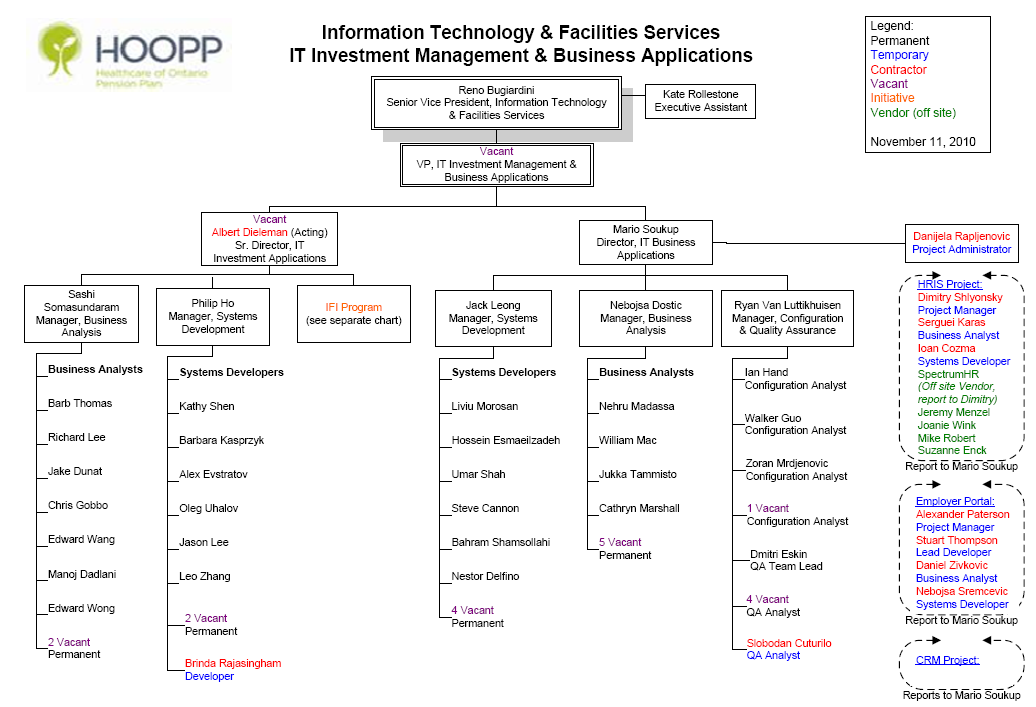 HOOPP
Healthcare of Ontario
Pension Plan
Information Technology & Facilities Services
IT Investment Management & Business Applications
Legend:
Permanent
Temporary
Contractor
Vacant
Initiative
Vendor (off site)
November 11, 2010
Reno Bugiardini
Senior Vice President, Information Technology
& Facilities Services
Kate Rollestone
Executive Assistant
Vacant
VP, IT Investment Management &
Business Applications
Vacant
Albert Dieleman (Acting)
Sr. Director, IT
Investment Applications
Mario Soukup
Director, IT Business
Applications
Danijela Rapljenovic
Project Administrator
Sashi
Somasundaram
Manager, Business
Analysis
Philip Ho
Manager, Systems
Development
IFI Program
(see separate chart)
Jack Leong
Manager, Systems
Development
Nebojsa Dostic
Manager, Business
Analysis
Ryan Van Luttikhuisen
Manager, Configuration
& Quality Assurance
Business Analysts
Barb Thomas
Richard Lee
Jake Dunat
Chris Gobbo
Edward Wang
Manoj Dadlani
Edward Wong
2 Vacant
Permanent
Systems Developers
Kathy Shen
Barbara Kasprzyk
Alex Evstratov
Oleg Uhalov
Jason Lee
Leo Zhang
2 Vacant
Permanent
Brinda Rajasingham
Developer
Systems Developers
Liviu Morosan
Hossein Esmaeilzadeh
Umar Shah
Steve Cannon
Bahram Shamsollahi
Nestor Delfino
4 Vacant
Permanent
Business Analysts
Nehru Madassa
William Mac
Jukka Tammisto
Cathryn Marshall
5 Vacant
Permanent
Ian Hand
Configuration Analyst
Walker Guo
Configuration Analyst
Zoran Mrdjenovic
Configuration Analyst
1 Vacant
Configuration Analyst
Dmitri Eskin
QA Team Lead
4 Vacant
QA Analyst
Slobodan Cuturilo
QA Analyst
HRIS Project:
Dimitry Shlyonsky
Project Manager
Serguei Karas
Business Analyst
Ioan Cozma
Systems Developer
SpectrumHR
(Off site Vendor,
report to Dimitry)
Jeremy Menzel
Joanie Wink
Mike Robert
Suzanne Enck
Report to Mario Soukup
Employer Portal:
Alexander Paterson
Project Manager
Stuart Thompson
Lead Developer
Daniel Zivkovic
Business Analyst
Nebojsa Sremcevic
Systems Developer
Report to Mario Soukup
CRM Project:
Reports to Mario Soukup